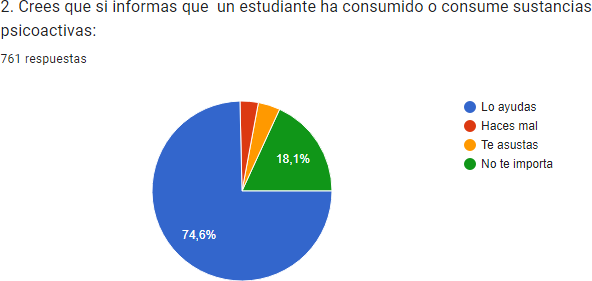 2. Crees que si informas que un estudiante ha consumido o consume sustancias
psicoactivas:
761 respuestas
Lo ayudas
Haces mal
Te asustas
No te importa
18,1%
74,6%